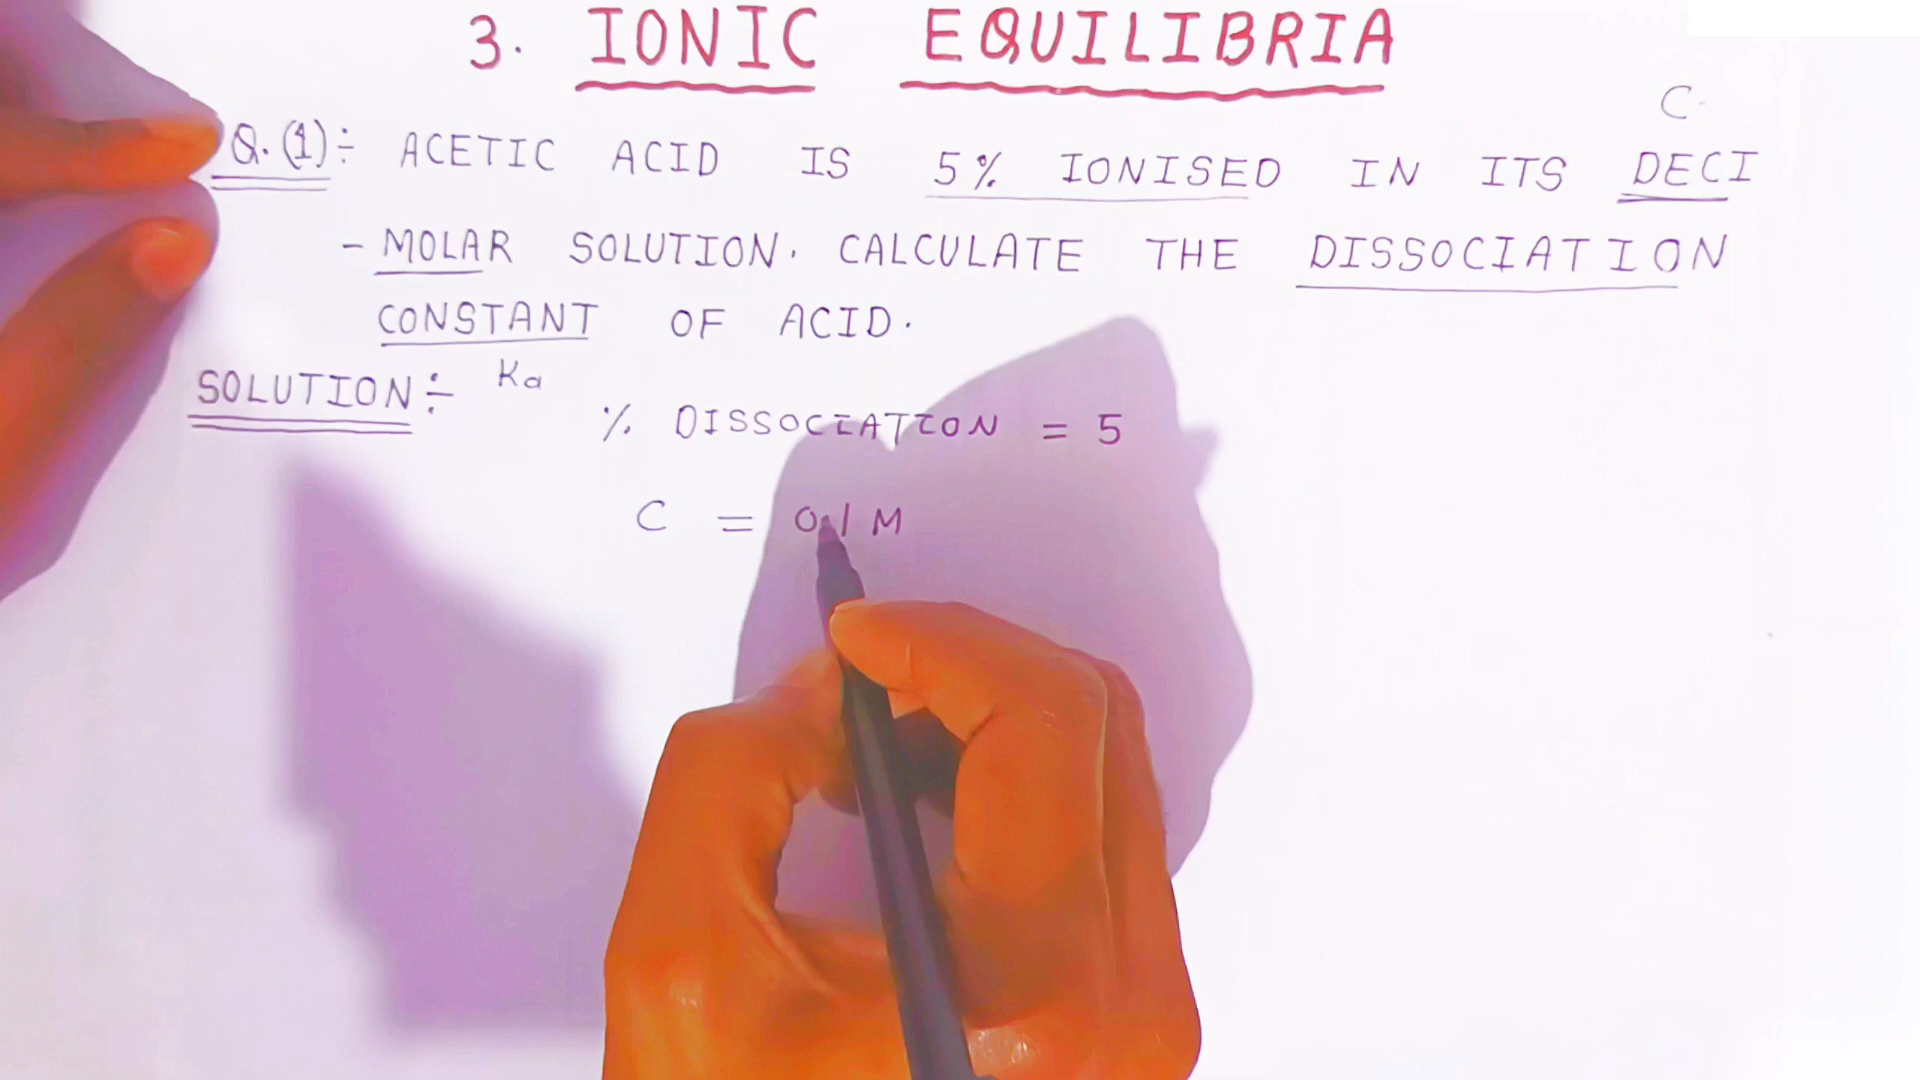 3. IONIC EQUILIBRIA
C
Q.(1)÷ ACETIC ACID IS 5% IONISED IN ITS DECI
- MOLAR SOLUTION. CALCULATE THE DISSOCIATION
CONSTANT OF ACID.
SOLUTION÷ Ka
% DISSOCIATION = 5
C = 0.1 M